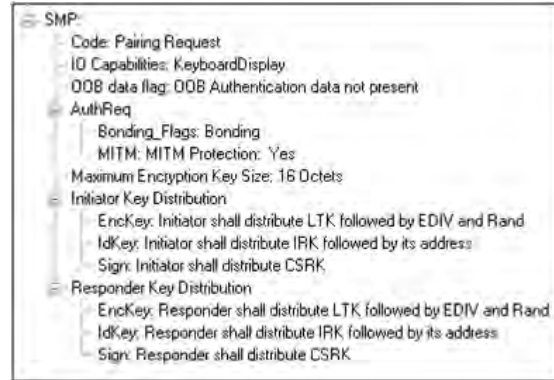 SMP:
Code: Pairing Request
IO Capabilities: KeyboardDisplay
OOB data flag: OOB Authentication data not present
AuthReq
Bonding_Flags: Bonding
MITM: MITM Protection: Yes
Maximum Encryption Key Size: 16 Octets
Initiator Key Distribution
EncKey: Initiator shall distribute LTK followed by EDIV and Rand
IdKey: Initiator shall distribute IRK followed by its address
Sign: Initiator shall distribute CSRK
Responder Key Distribution
EncKey: Responder shall distribute LTK followed by EDIV and Rand
IdKey: Responder shall distribute IRK followed by its address
Sign: Responder shall distribute CSRK